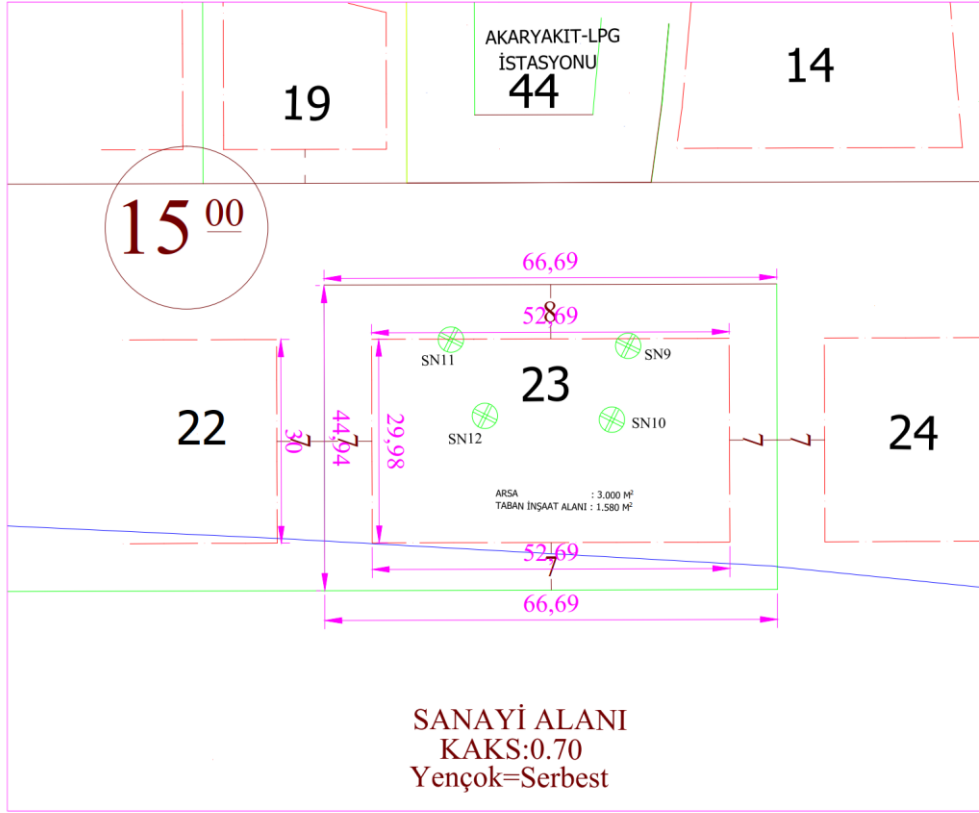 AKARYAKIT-LPG
İSTASYONU
44
19
14
15 00
66,69
8
52,69
SN11
SN9
23
22
30
7
7
44,94
29,98
SN12
SN10
7
7
24
ARSA : 3.000 M²
TABAN İNŞAAT ALANI : 1.580 M²
52,69
7
66,69
SANAYİ ALANI
KAKS:0.70
Yençok=Serbest